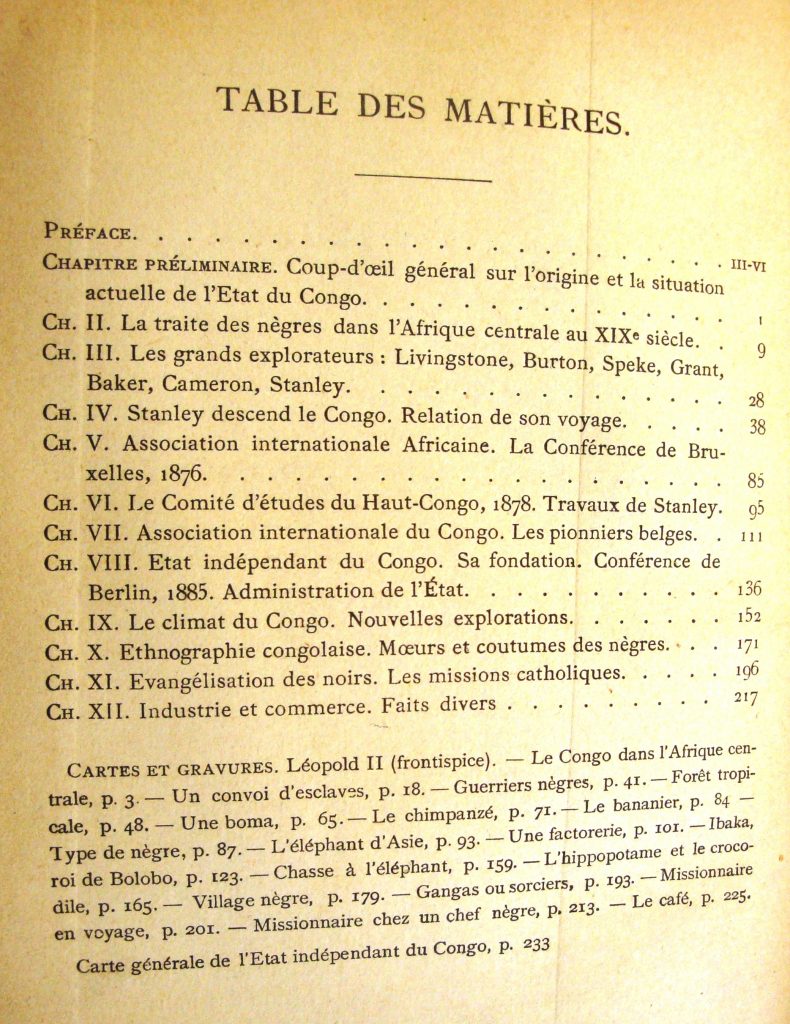 TABLE DES MATIÈRES.
PRÉFACE. . . . . . . . . . . . . . . . . . . . . . III-VI
CHAPITRE PRÉLIMINAIRE. Coup-d'œil général sur l'origine et la situation
actuelle de l'Etat du Congo. . . . . . . . . . . . . . 1
CH. II. La traite des nègres dans l'Afrique centrale au XIXe siècle. . 9
CH. III. Les grands explorateurs : Livingstone, Burton, Speke, Grant,
Baker, Cameron, Stanley. . . . . . . . . . . . . . . 28
CH. IV. Stanley descend le Congo. Relation de son voyage. . . . . 38
CH. V. Association internationale Africaine. La Conférence de Bru-
xelles, 1876. . . . . . . . . . . . . . . . . . . . 85
CH. VI. Le Comité d'études du Haut-Congo, 1878. Travaux de Stanley. 95
CH. VII. Association internationale du Congo. Les pionniers belges. . 111
CH. VIII. Etat indépendant du Congo. Sa fondation. Conférence de
Berlin, 1885. Administration de l'État. . . . . . . . . . 136
CH. IX. Le climat du Congo. Nouvelles explorations. . . . . . . 152
CH. X. Ethnographie congolaise. Mœurs et coutumes des nègres. . . 171
CH. XI. Evangélisation des noirs. Les missions catholiques. . . . . 196
CH. XII. Industrie et commerce. Faits divers . . . . . . . . . 217
CARTES ET GRAVURES. Léopold II (frontispice). — Le Congo dans l'Afrique cen-
trale, p. 3. — Un convoi d'esclaves, p. 18. — Guerriers nègres, p. 41. — Forêt tropi-
cale, p. 48. — Une boma, p. 65. — Le chimpanzé, p. 71. — Le bananier, p. 84 —
Type de nègre, p. 87. — L'éléphant d'Asie, p. 93. — Une factorerie, p. 101. — Ibaka,
roi de Bolobo, p. 123. — Chasse à l'éléphant, p. 159. — L'hippopotame et le croco-
dile, p. 165. — Village nègre, p. 179. — Gangas ou sorciers, p. 193. — Missionnaire
en voyage, p. 201. — Missionnaire chez un chef nègre, p. 213. — Le café, p. 225.
Carte générale de l'Etat indépendant du Congo, p. 233